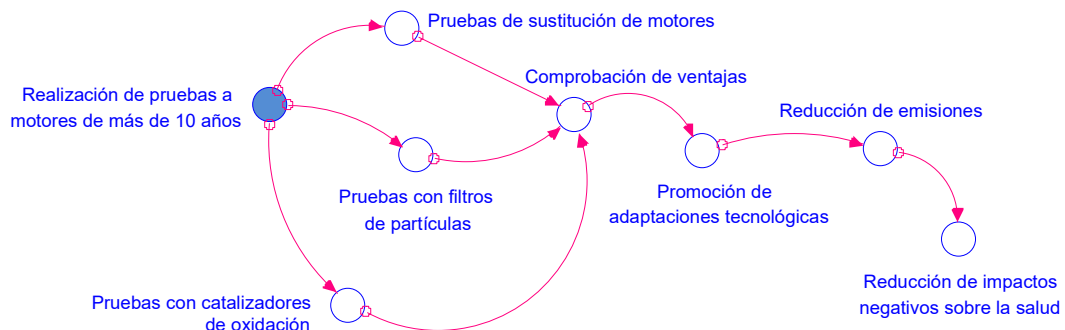 Pruebas de sustitución de motores
Comprobación de ventajas
Realización de pruebas a
motores de más de 10 años
Reducción de emisiones
Pruebas con filtros
de partículas
Promoción de
adaptaciones tecnológicas
Pruebas con catalizadores
de oxidación
Reducción de impactos
negativos sobre la salud